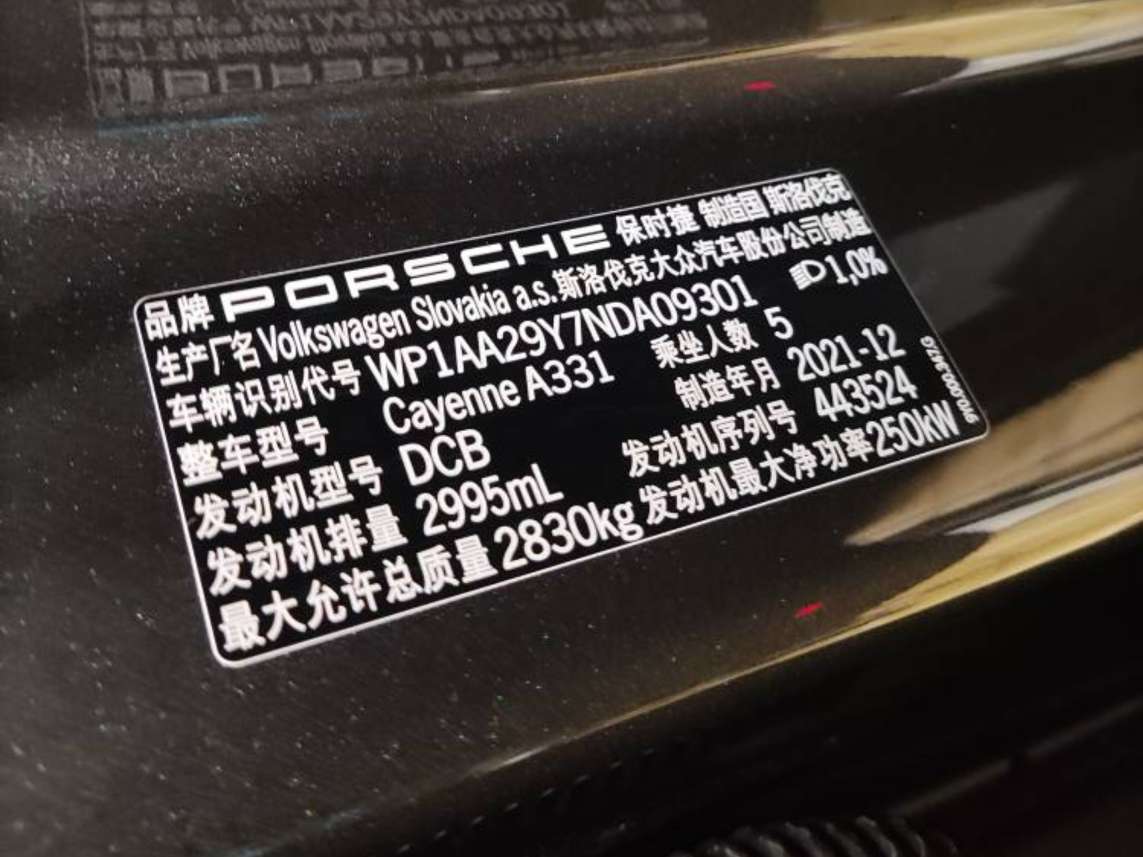 品牌 PORSCHE 保时捷 制造国 斯洛伐克
生产厂名 Volkswagen Slovakia a.s.斯洛伐克大众汽车股份公司制造
车辆识别代号 WP1AA29Y7NDA09301 1,0%
整车型号 Cayenne A331 乘坐人数 5
发动机型号 DCB 制造年月 2021-12
发动机排量 2995mL 发动机序列号 443524
最大允许总质量 2830kg 发动机最大净功率 250kW
9Y0.000.347G